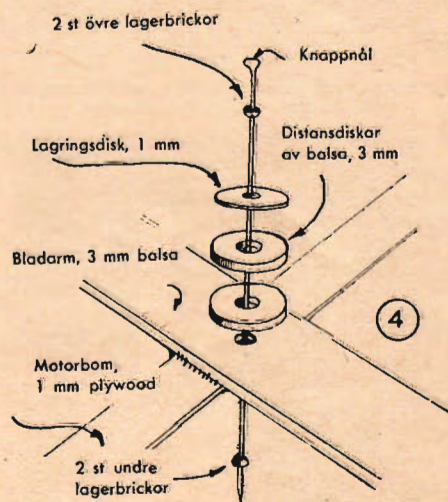 2 st övre lagerbrickor
Knappnål
Lagringsdisk, 1 mm
Distansdiskar
av balsa, 3 mm
Bladarm, 3 mm balsa
4
Motorbom,
1 mm plywood
2 st undre
lagerbrickor